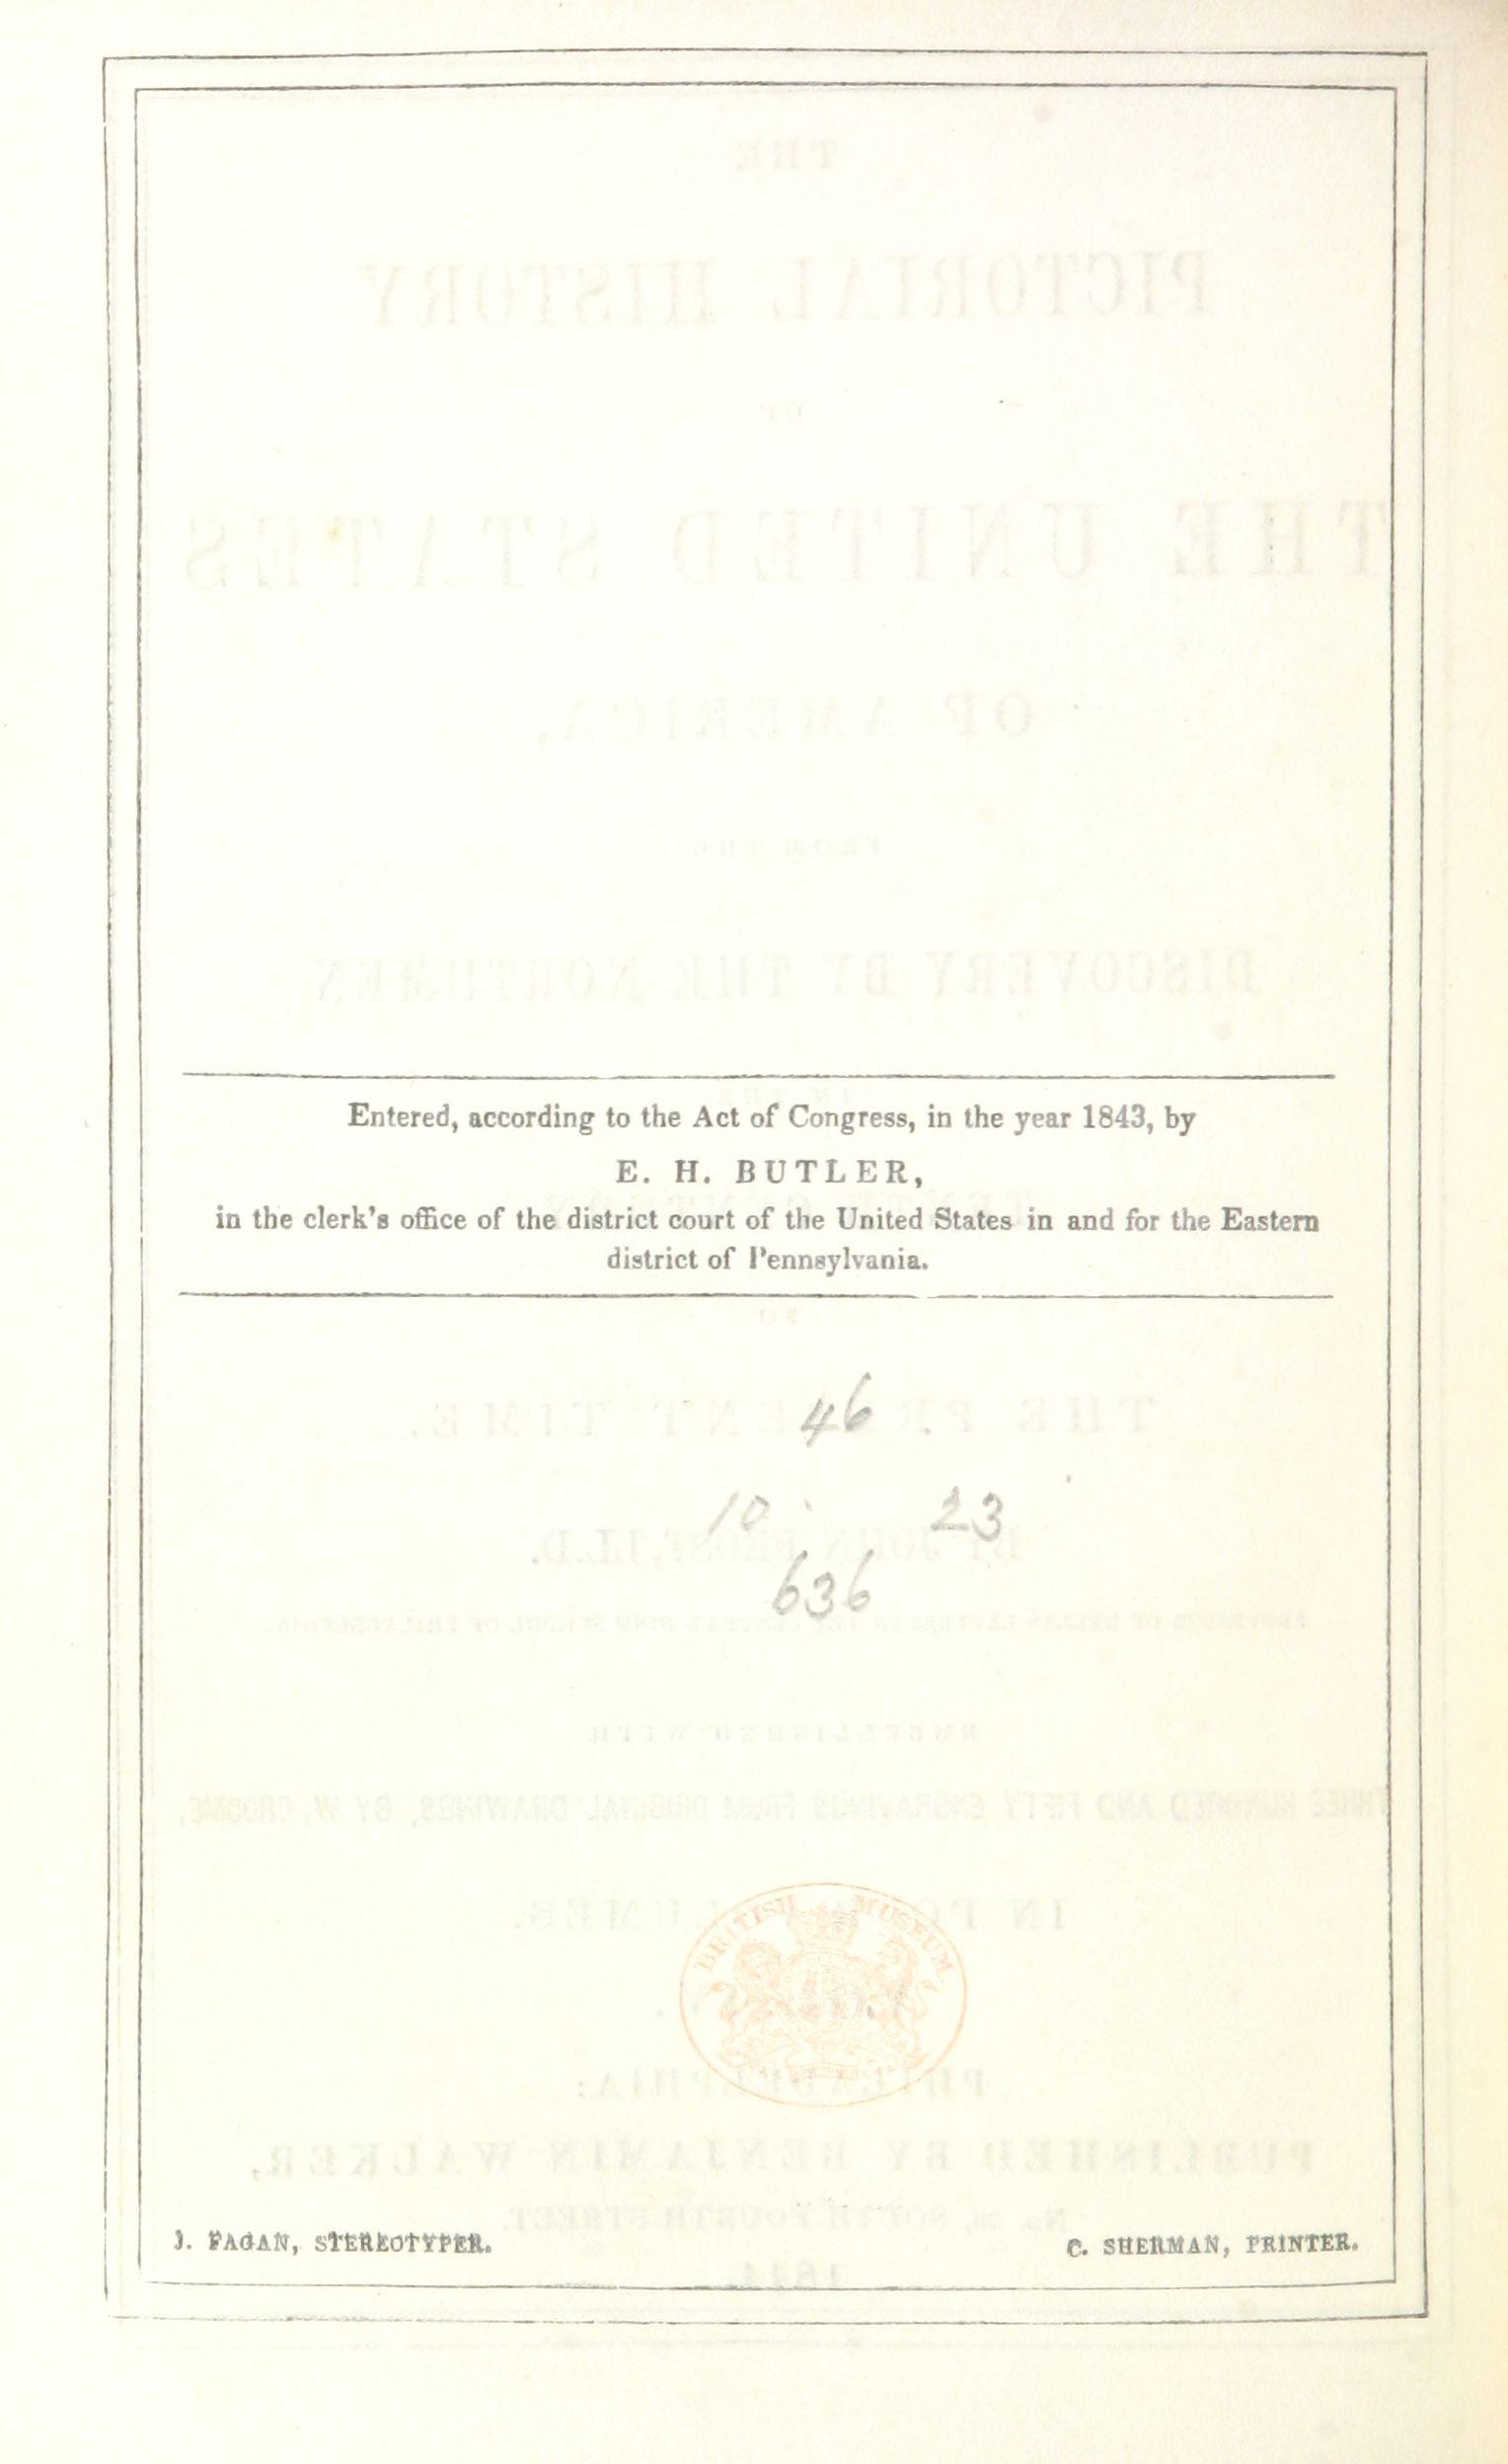 Entered, according to the Act of Congress, in the year 1843, by
E. H. BUTLER,
in the clerk's office of the district court of the United States in and for the Eastern
district of Pennsylvania.
46
10 23
636
BRITISH MUSEUM
J. FAGAN, STEREOTYPER.
C. SHERMAN, PRINTER.